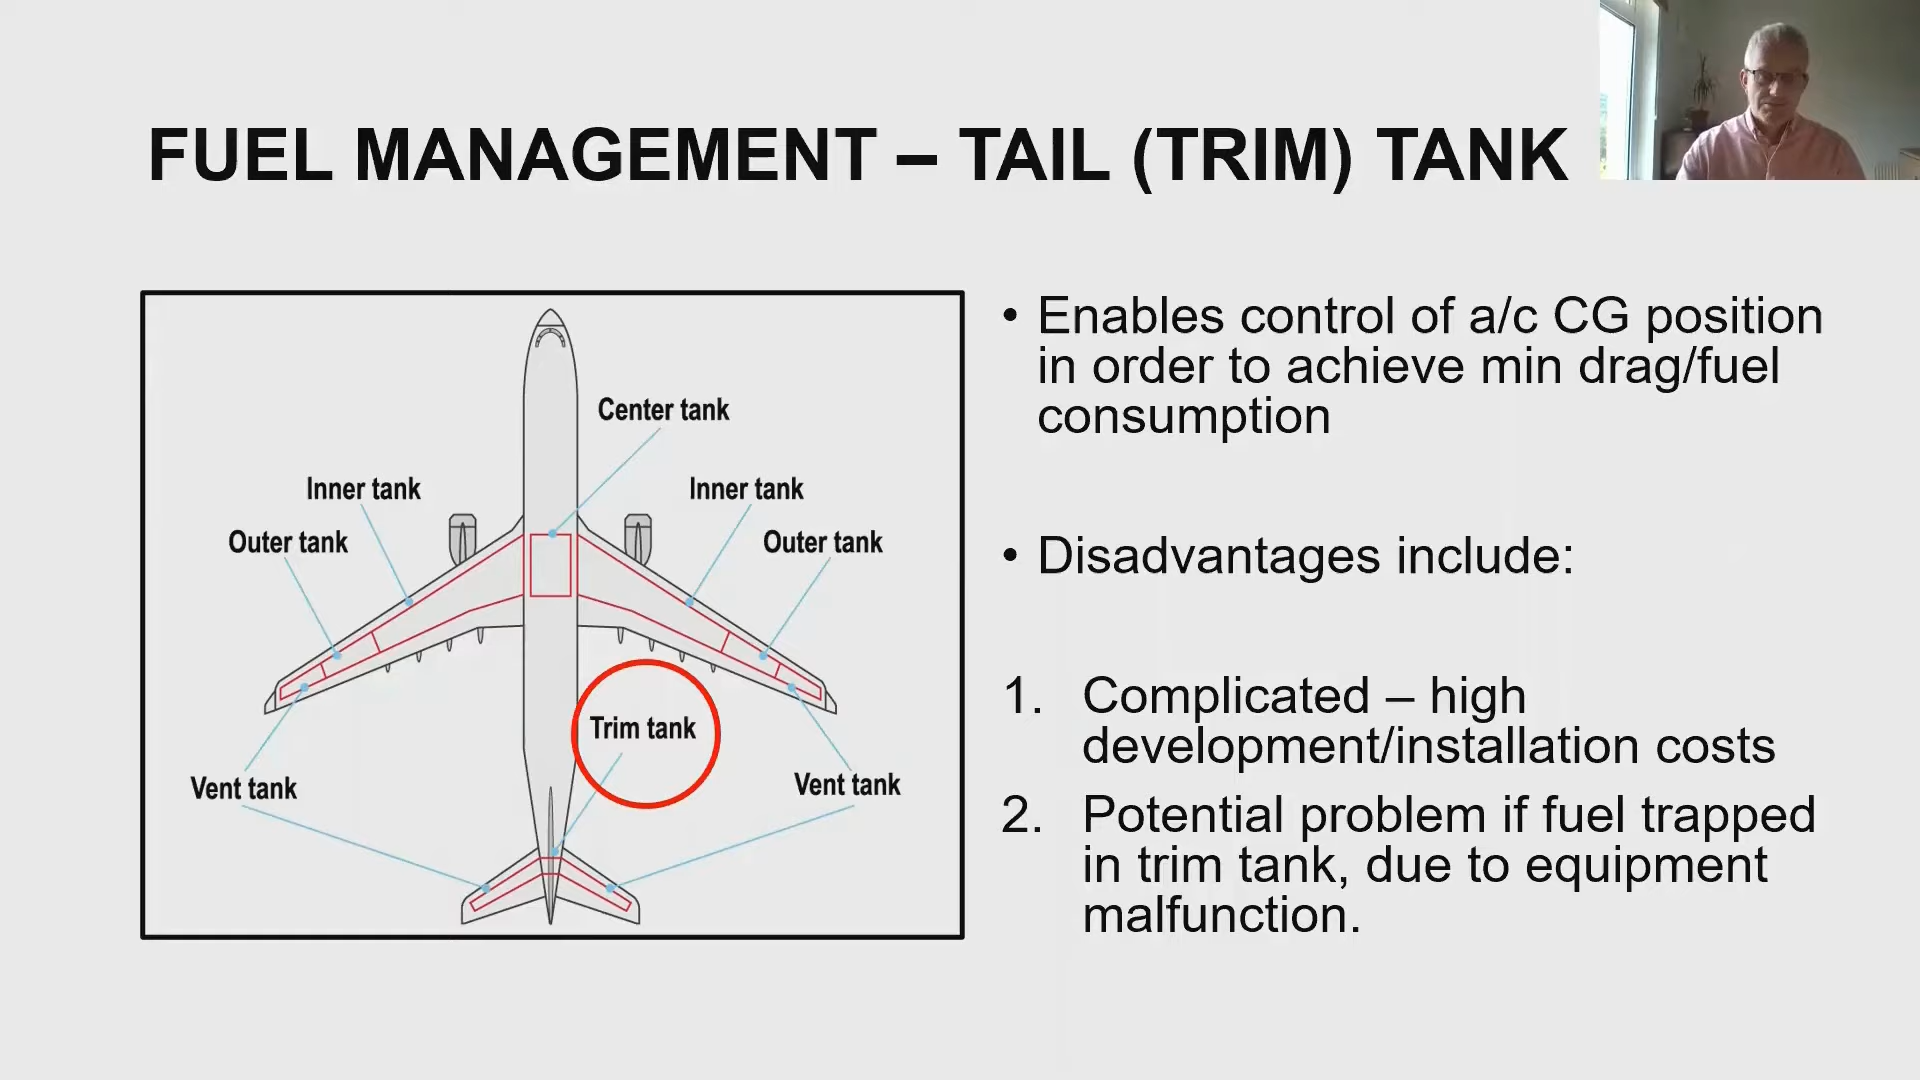 FUEL MANAGEMENT – TAIL (TRIM) TANK
Center tank
Inner tank
Inner tank
Outer tank
Outer tank
Trim tank
Vent tank
Vent tank
• Enables control of a/c CG position
in order to achieve min drag/fuel
consumption
• Disadvantages include:
1. Complicated – high
development/installation costs
2. Potential problem if fuel trapped
in trim tank, due to equipment
malfunction.